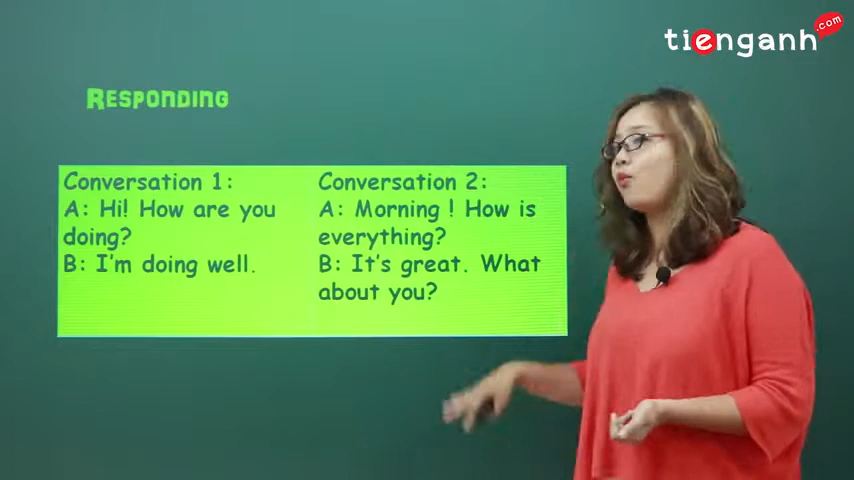 tienganh.com
Responding
Conversation 1:
A: Hi! How are you
doing?
B: I'm doing well.
Conversation 2:
A: Morning ! How is
everything?
B: It's great. What
about you?